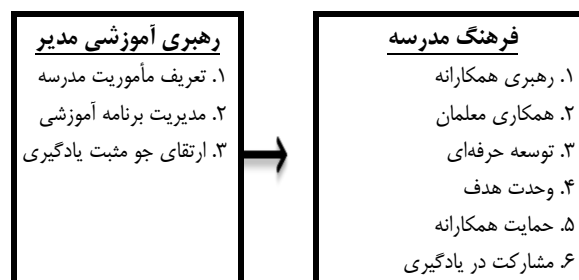 رهبری آموزشی مدیر
۱. تعریف مأموریت مدرسه
۲. مدیریت برنامه آموزشی
۳. ارتقای جو مثبت یادگیری
فرهنگ مدرسه
۱. رهبری همکارانه
۲. همکاری معلمان
۳. توسعه حرفه‌ای
۴. وحدت هدف
۵. حمایت همکارانه
۶. مشارکت در یادگیری